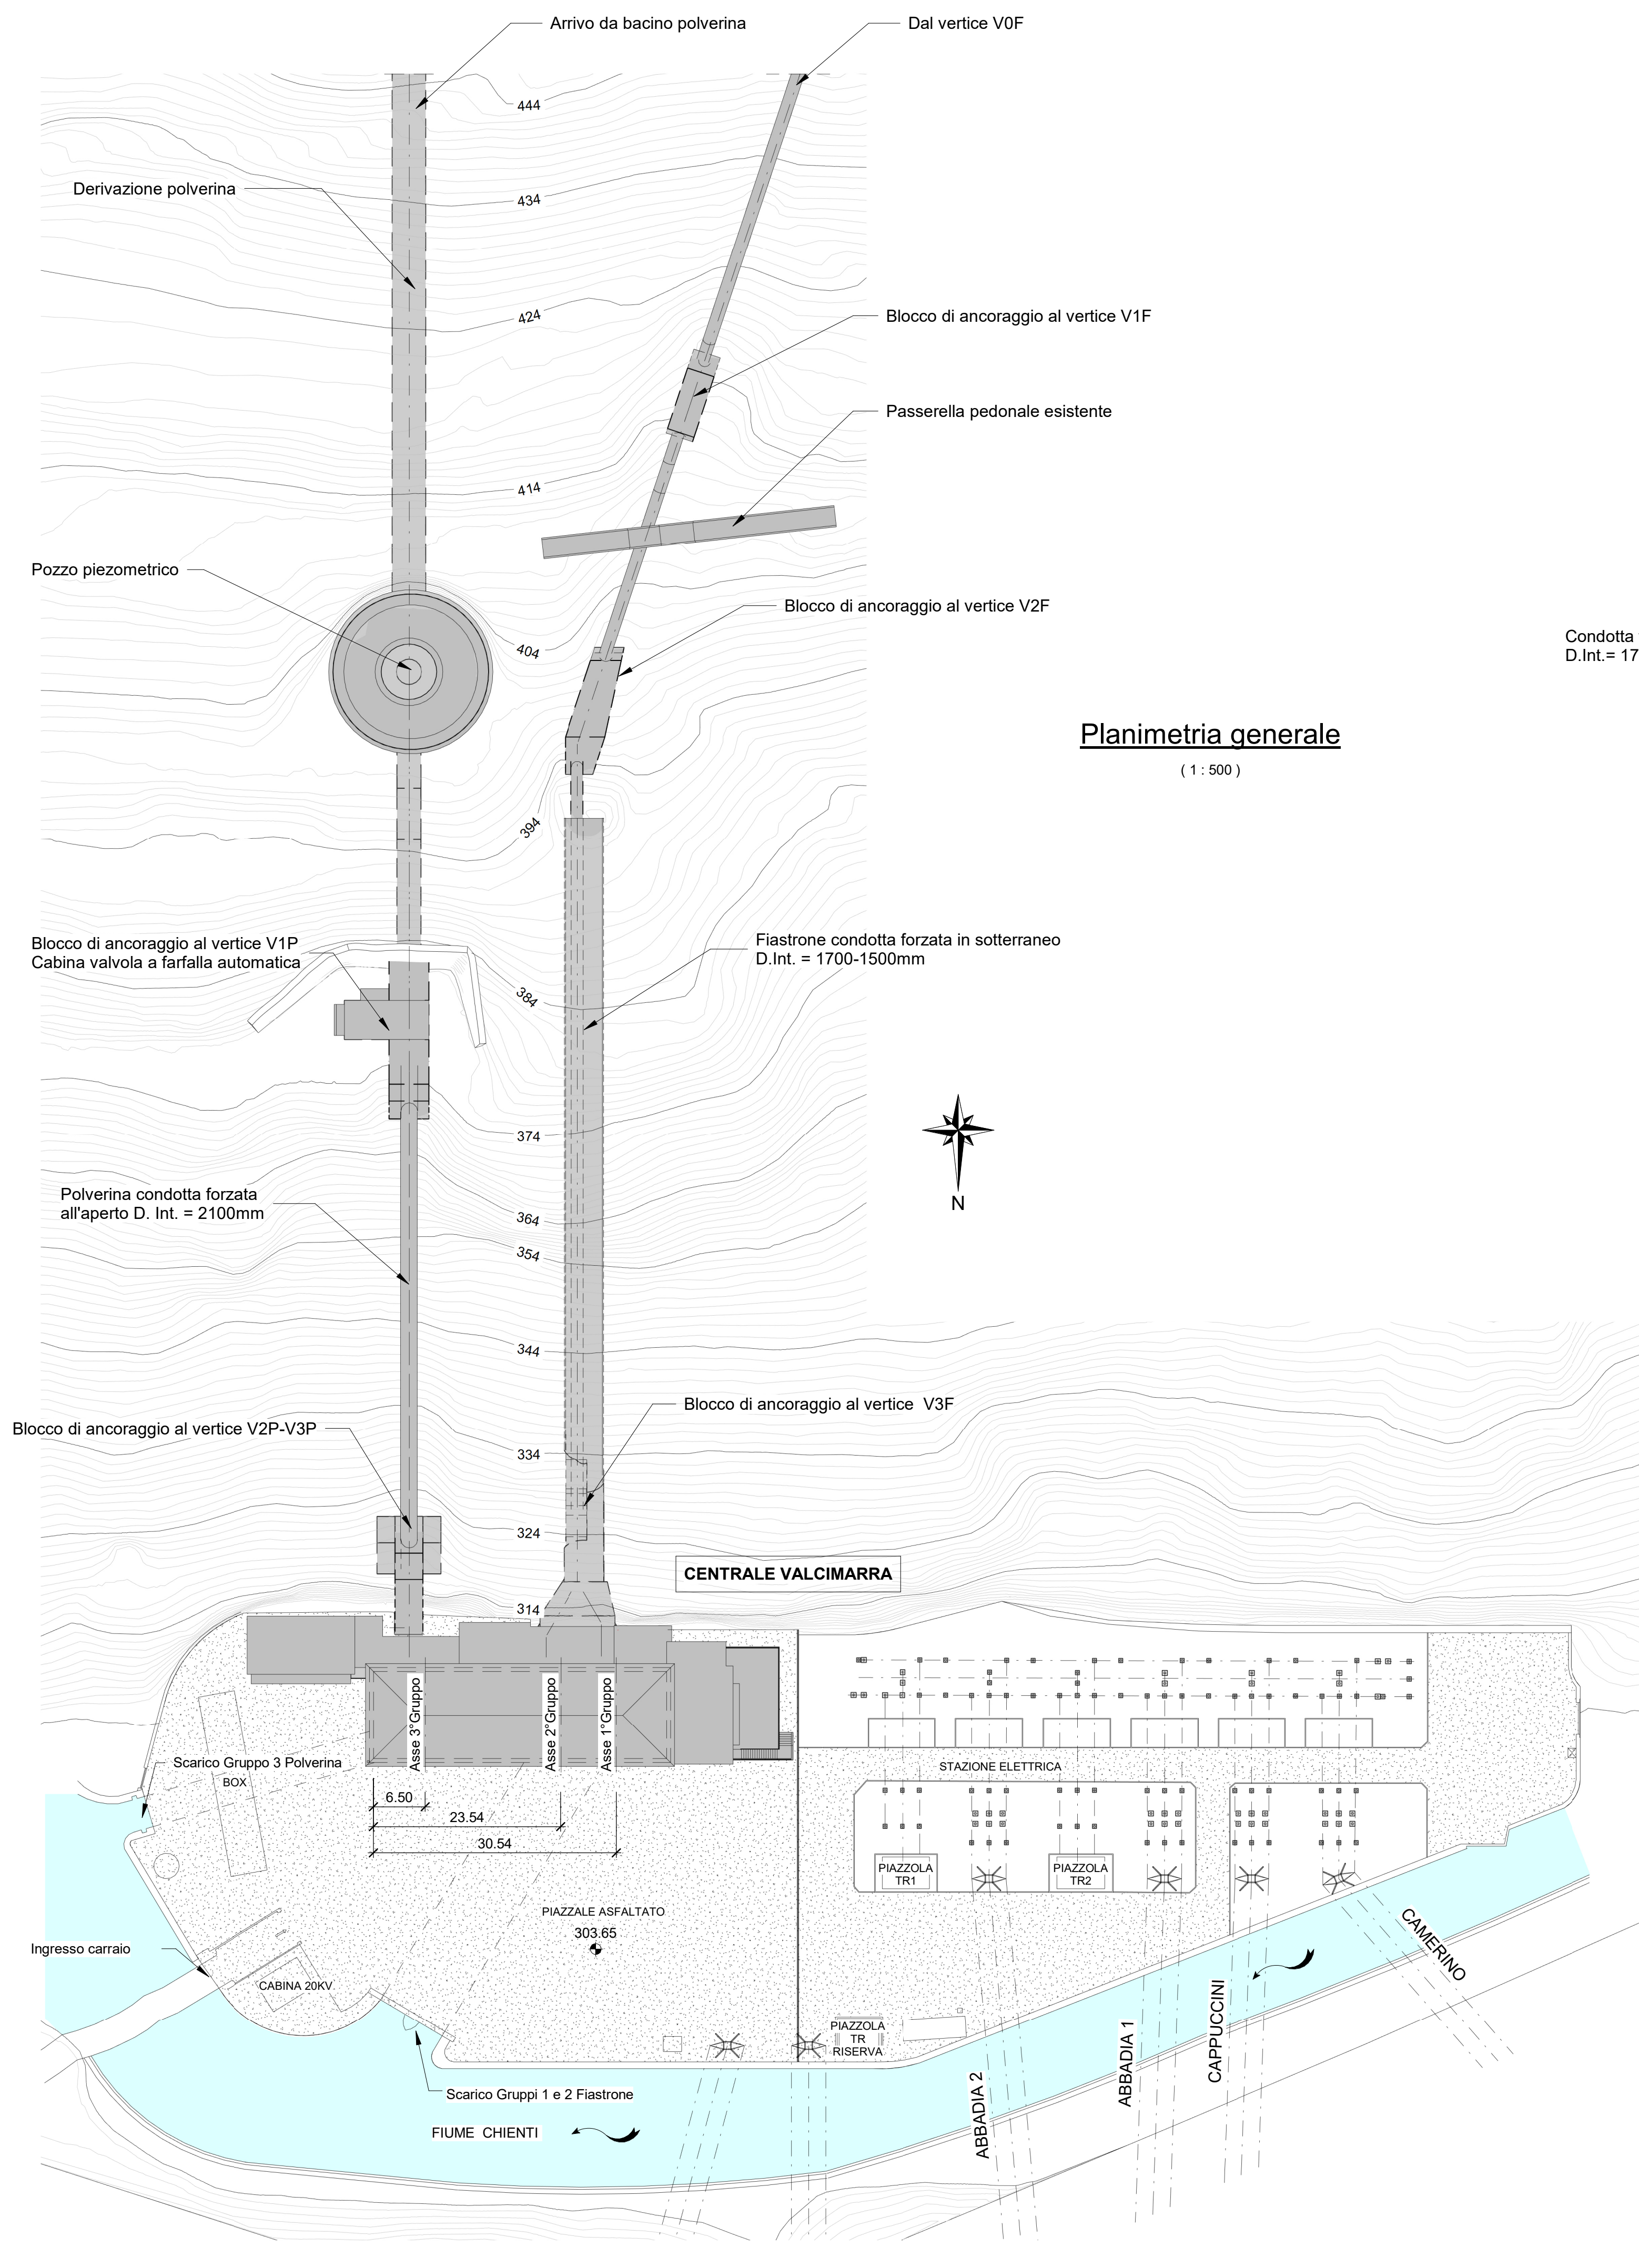 Arrivo da bacino polverina
Dal vertice V0F
444
Derivazione polverina
434
424
Blocco di ancoraggio al vertice V1F
Passerella pedonale esistente
414
Pozzo piezometrico
Blocco di ancoraggio al vertice V2F
404
Condotta
D.Int.= 17
Planimetria generale
( 1 : 500 )
394
Blocco di ancoraggio al vertice V1P
Cabina valvola a farfalla automatica
Fiastrone condotta forzata in sotterraneo
D.Int. = 1700-1500mm
384
374
N
Polverina condotta forzata
all'aperto D. Int. = 2100mm
364
354
344
Blocco di ancoraggio al vertice V3F
Blocco di ancoraggio al vertice V2P-V3P
334
324
CENTRALE VALCIMARRA
314
Asse 3°Gruppo
Asse 2°Gruppo
Asse 1°Gruppo
Scarico Gruppo 3 Polverina
BOX
STAZIONE ELETTRICA
6.50
23.54
30.54
PIAZZOLA
TR1
PIAZZOLA
TR2
PIAZZALE ASFALTATO
303.65
Ingresso carraio
CABINA 20KV
CAMERINO
CAPPUCCINI
ABBADIA 1
ABBADIA 2
PIAZZOLA
TR
RISERVA
Scarico Gruppi 1 e 2 Fiastrone
FIUME CHIENTI